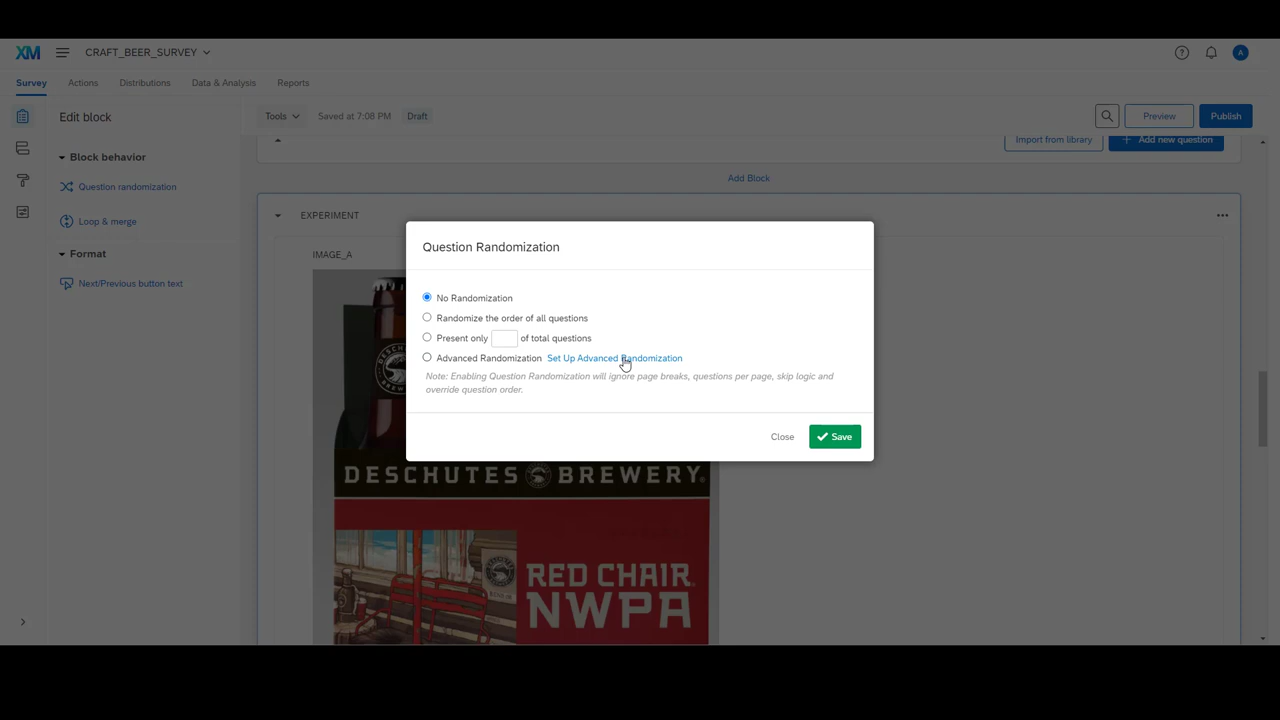 XM
CRAFT_BEER_SURVEY
A
Survey
Actions
Distributions
Data & Analysis
Reports
Edit block
Tools
Saved at 7:08 PM
Draft
Preview
Publish
Import from library
Add new question
Block behavior
Question randomization
Add Block
Loop & merge
EXPERIMENT
Format
IMAGE_A
Next/Previous button text
Question Randomization
No Randomization
Randomize the order of all questions
Present only of total questions
Advanced Randomization Set Up Advanced Randomization
Note: Enabling Question Randomization will ignore page breaks, questions per page, skip logic and
override question order.
Close
Save
DESCHUTES BREWERY
RED CHAIR
NWPA